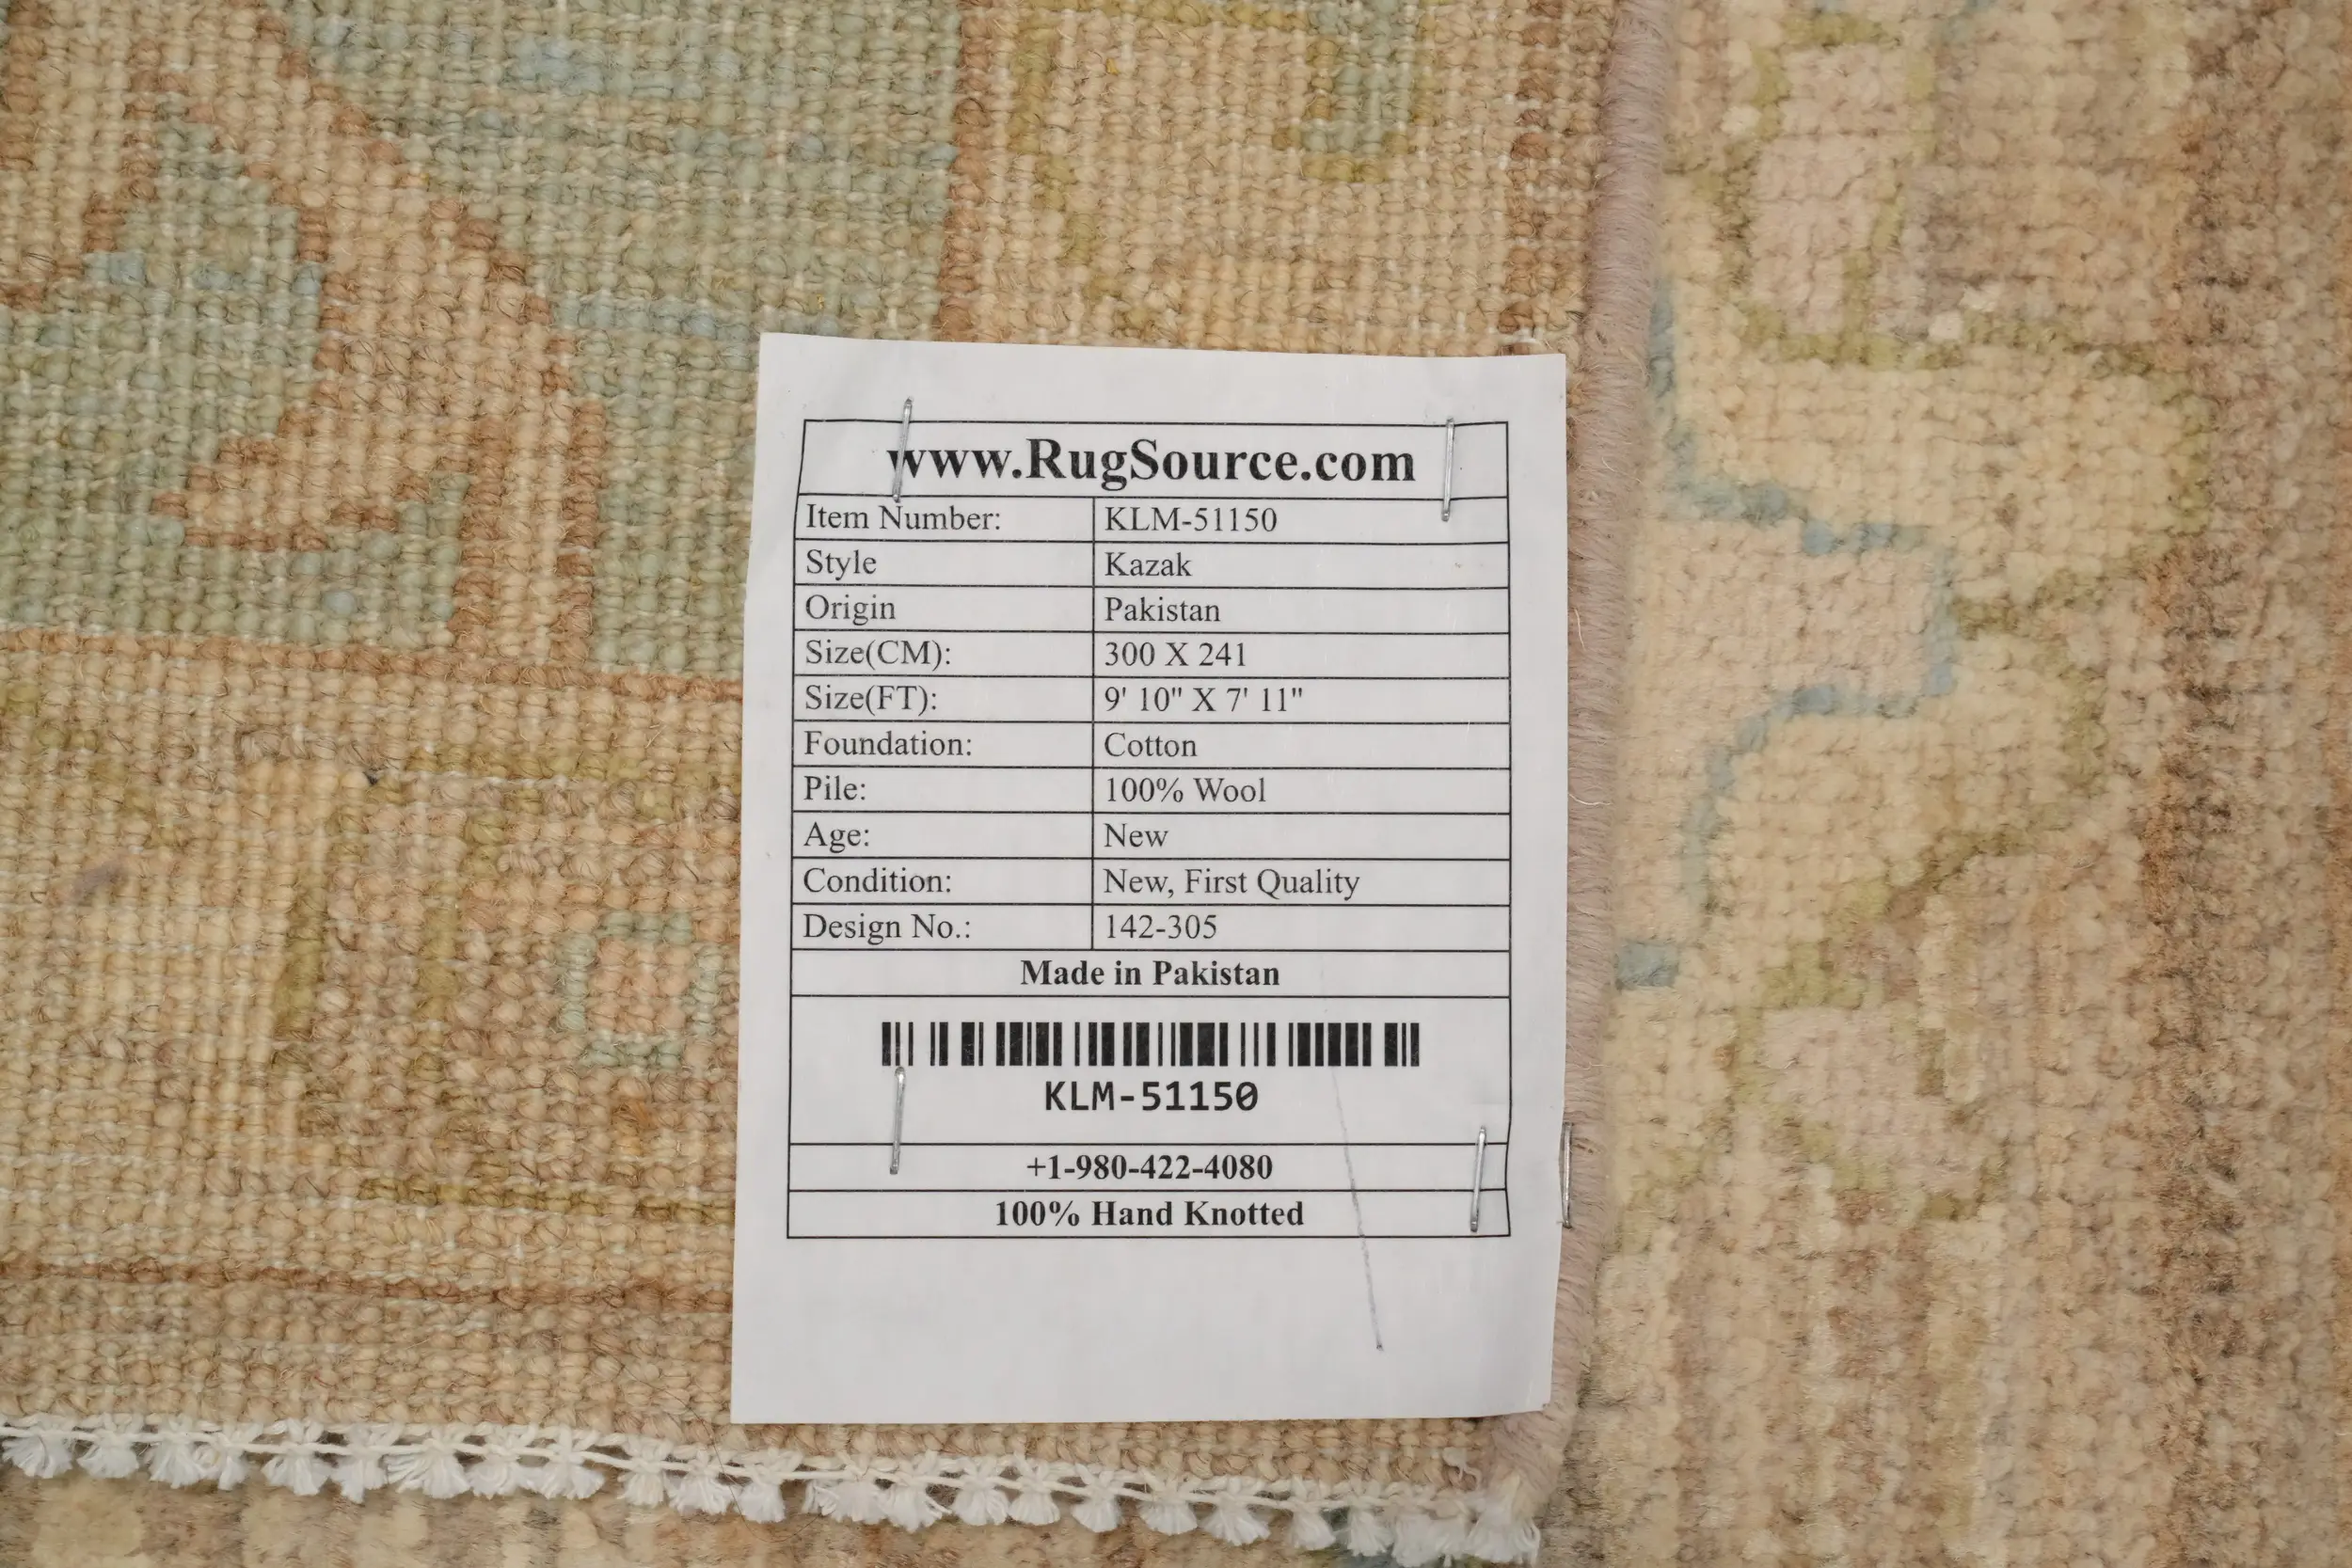 www.RugSource.com
Item Number: KLM-51150
Style Kazak
Origin Pakistan
Size(CM): 300 X 241
Size(FT): 9' 10" X 7' 11"
Foundation: Cotton
Pile: 100% Wool
Age: New
Condition: New, First Quality
Design No.: 142-305
Made in Pakistan
KLM-51150
+1-980-422-4080
100% Hand Knotted